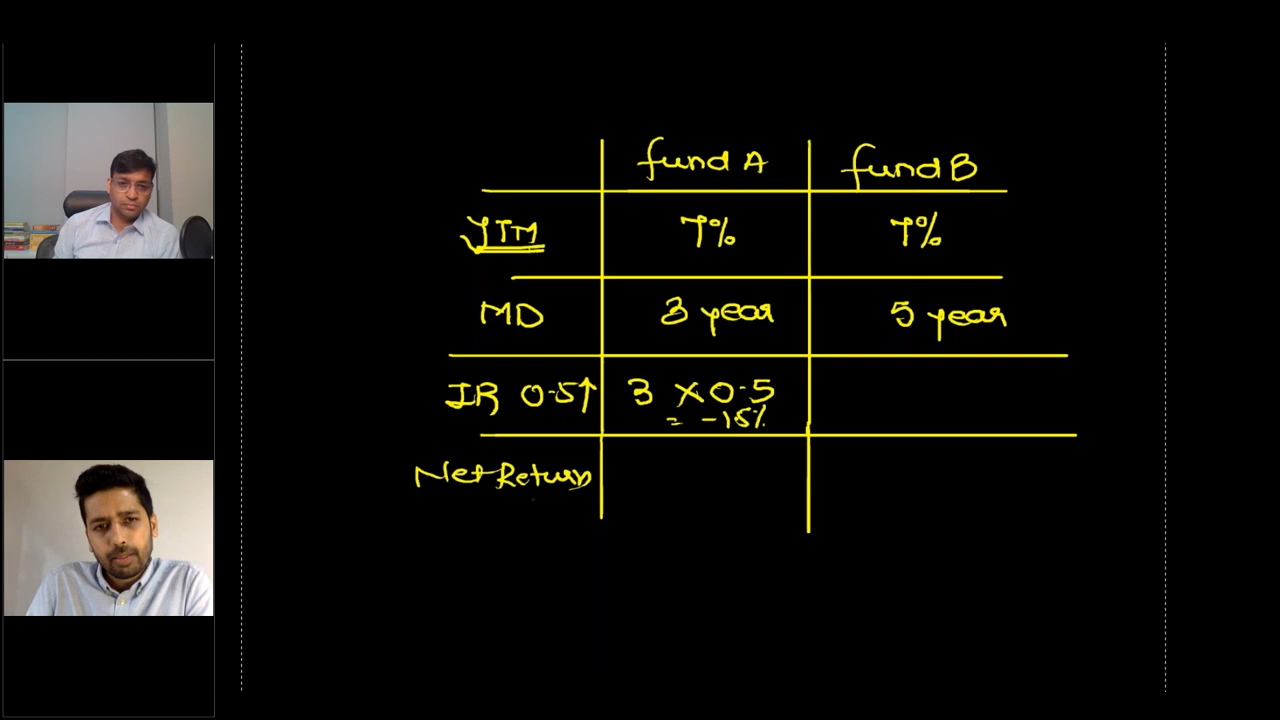 fund A fund B
YTM 7% 7%
MD 3 year 5 year
IR 0.5↑ 3 × 0.5
= -1.5%
Net Return